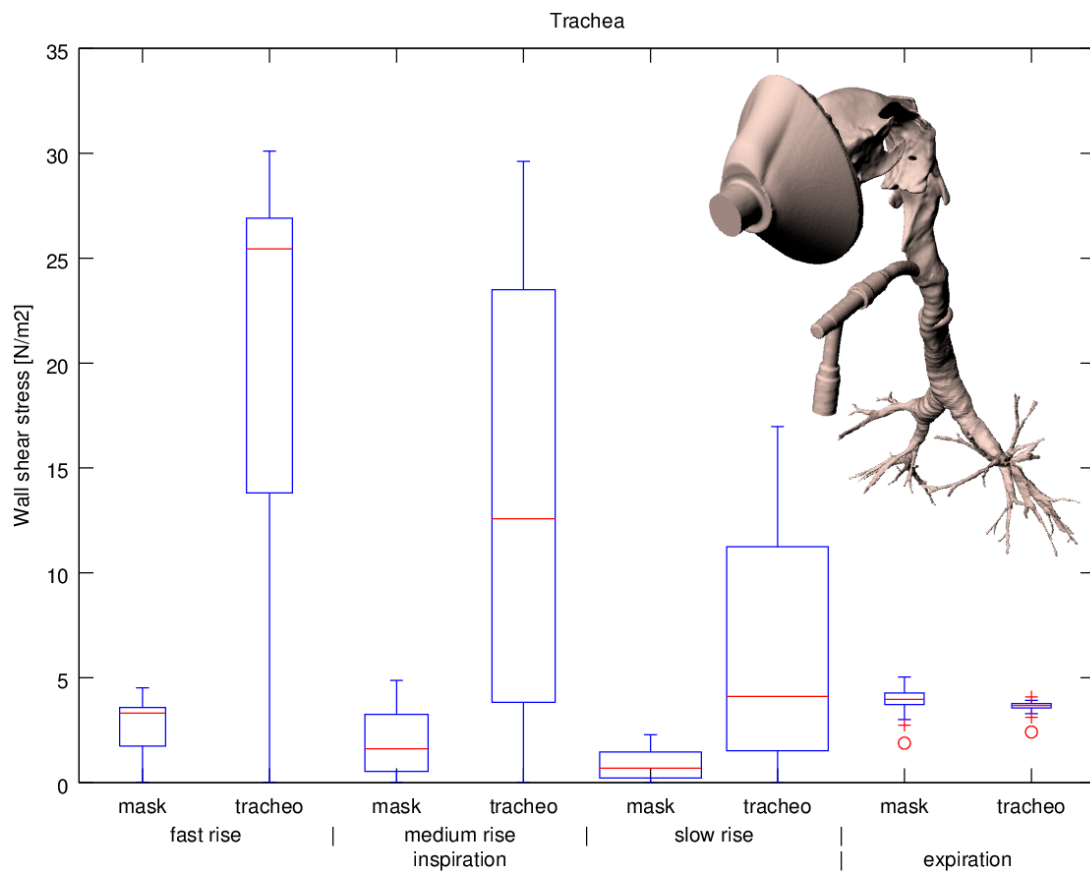 Trachea
35
30
25
20
15
10
5
0
Wall shear stress [N/m2]
mask tracheo mask tracheo mask tracheo mask tracheo
fast rise | medium rise | slow rise |
inspiration | expiration